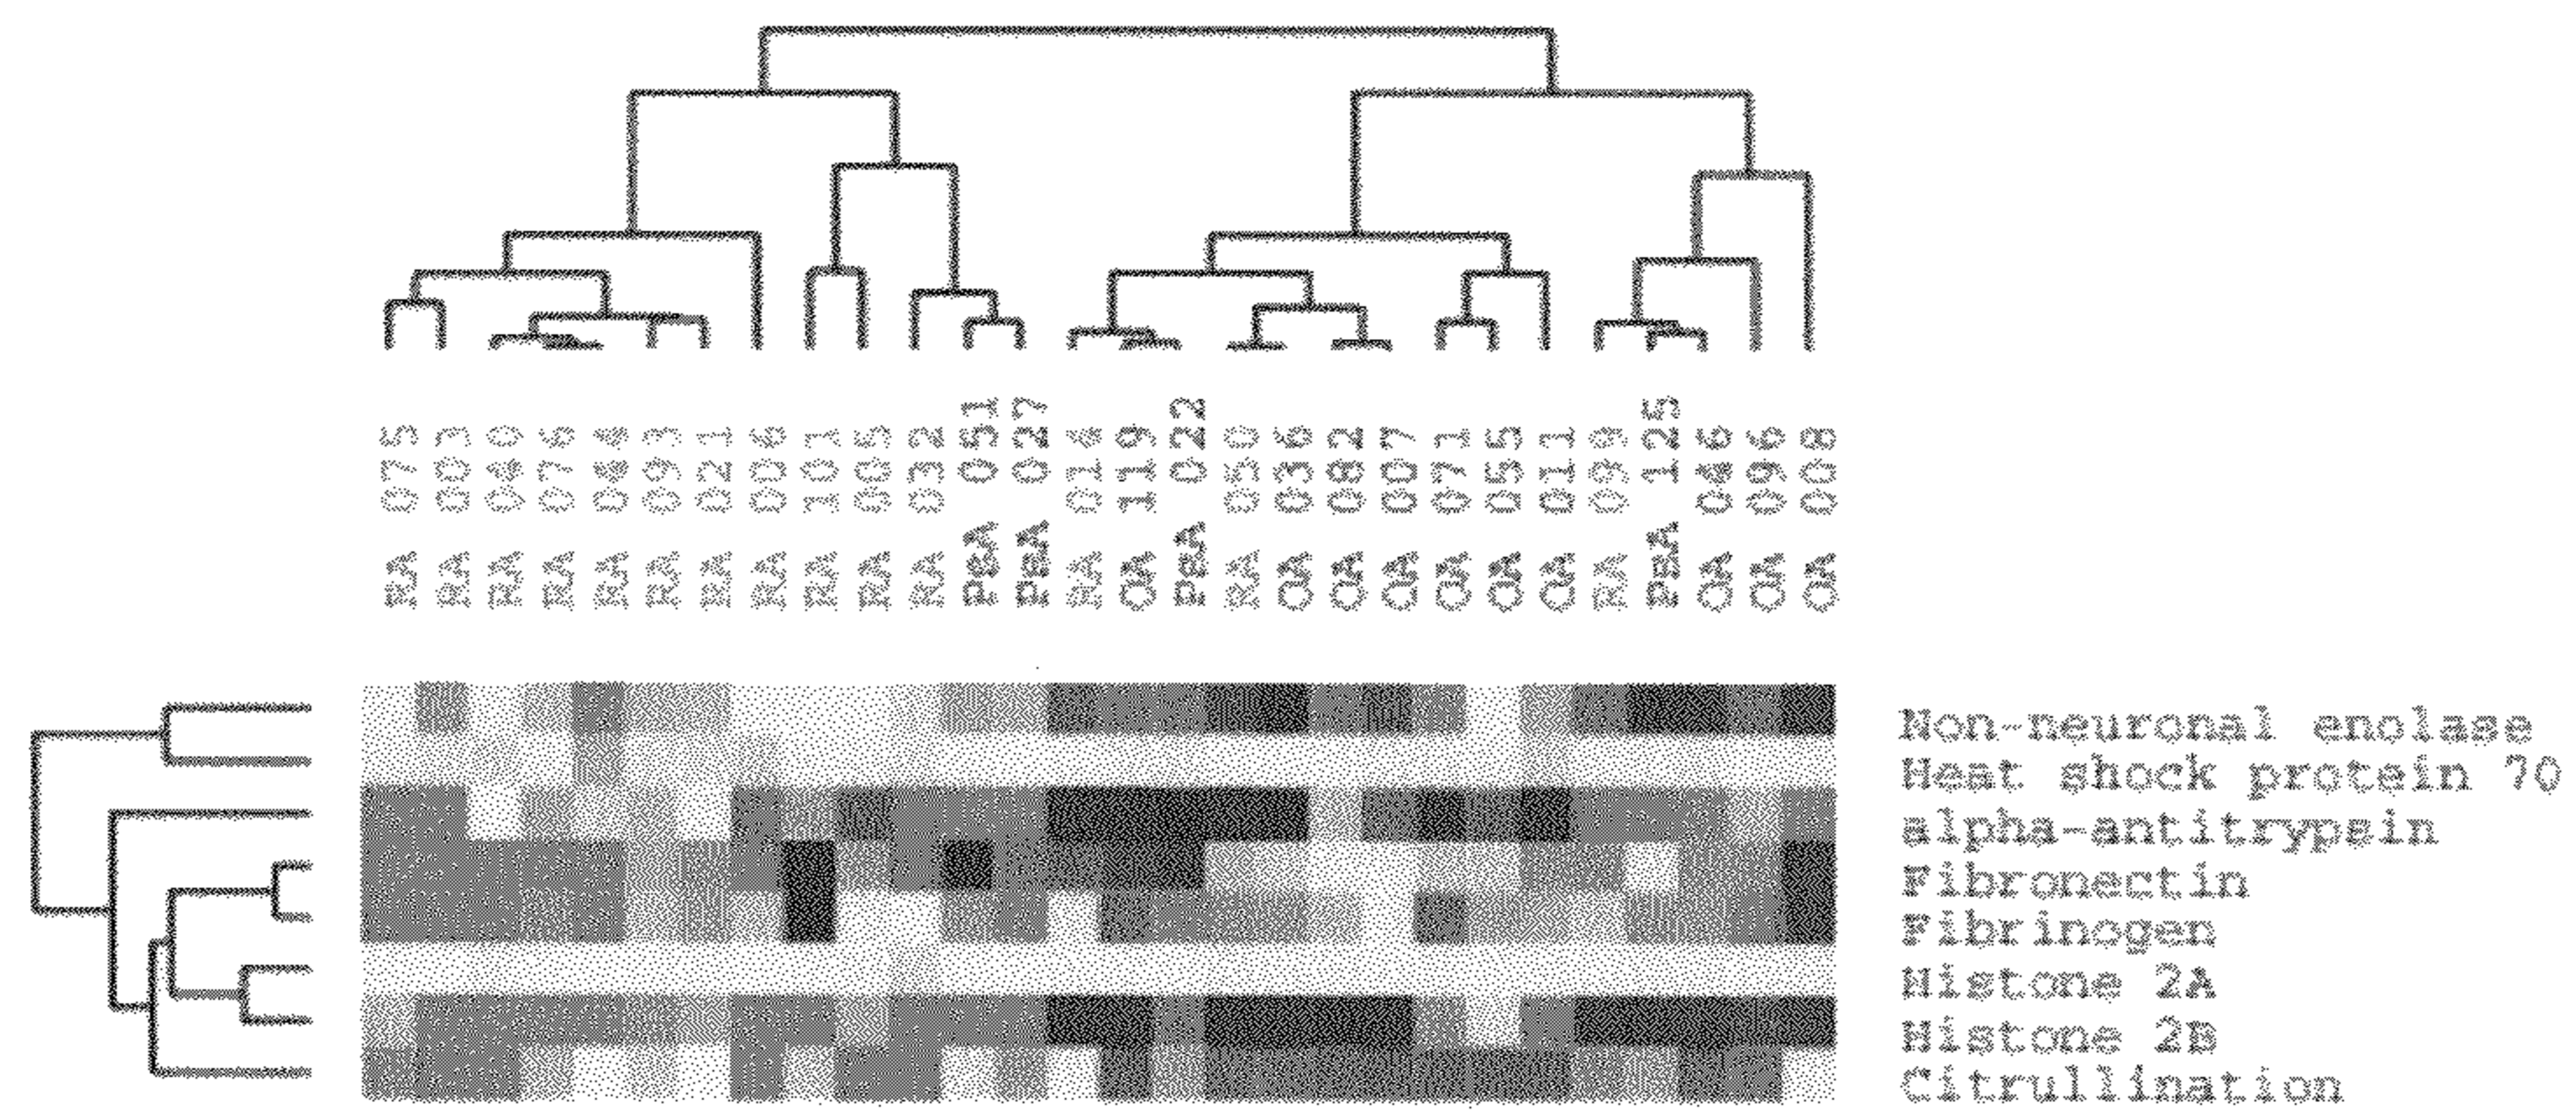 RA 075
RA 003
RA 040
RA 076
RA 044
RA 093
RA 021
RA 006
RA 101
RA 005
RA 032
PsA 051
PsA 027
RA 014
OA 119
PsA 022
RA 050
OA 036
OA 082
OA 007
OA 071
OA 055
OA 011
RA 099
PsA 125
OA 046
OA 096
OA 008
Non-neuronal enolase
Heat shock protein 70
alpha-antitrypsin
Fibronectin
Fibrinogen
Histone 2A
Histone 2B
Citrullination